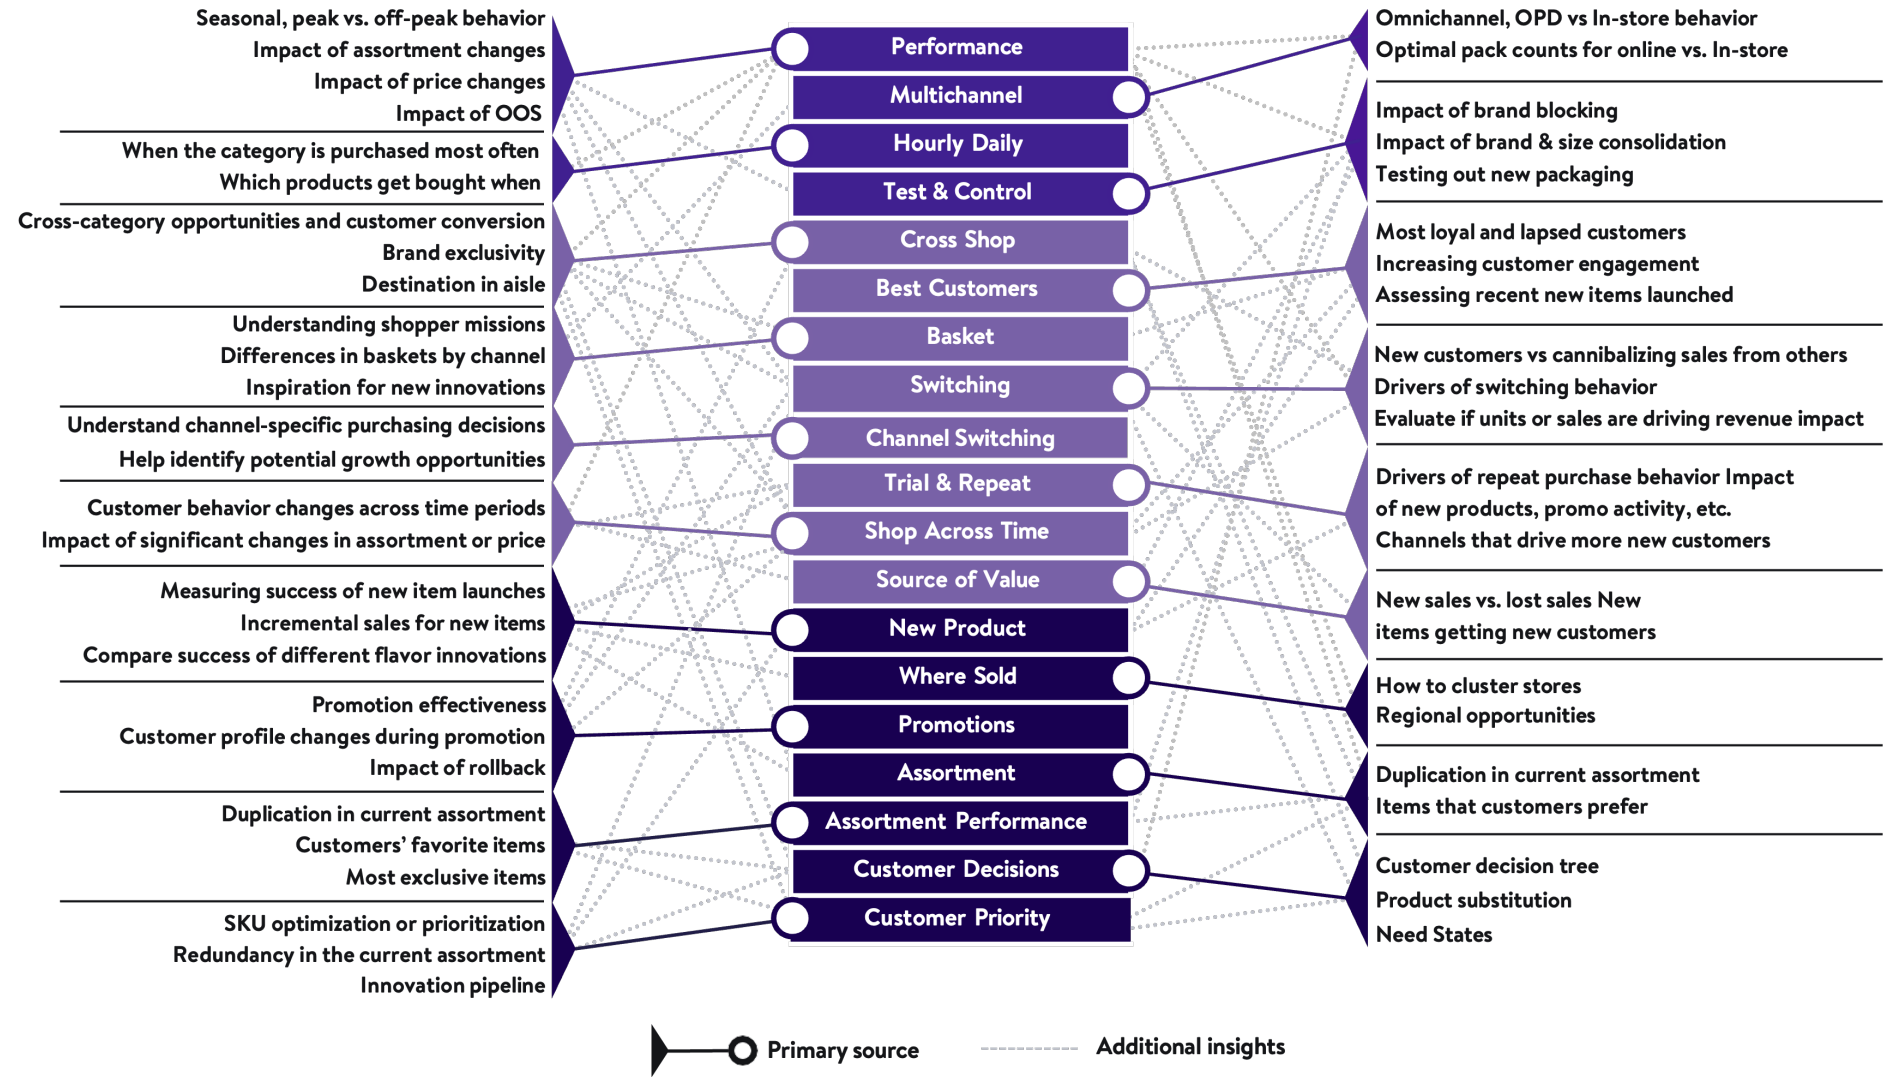 Seasonal, peak vs. off-peak behavior
Impact of assortment changes
Impact of price changes
Impact of OOS
When the category is purchased most often
Which products get bought when
Cross-category opportunities and customer conversion
Brand exclusivity
Destination in aisle
Understanding shopper missions
Differences in baskets by channel
Inspiration for new innovations
Understand channel-specific purchasing decisions
Help identify potential growth opportunities
Customer behavior changes across time periods
Impact of significant changes in assortment or price
Measuring success of new item launches
Incremental sales for new items
Compare success of different flavor innovations
Promotion effectiveness
Customer profile changes during promotion
Impact of rollback
Duplication in current assortment
Customers’ favorite items
Most exclusive items
SKU optimization or prioritization
Redundancy in the current assortment
Innovation pipeline
Performance
Multichannel
Hourly Daily
Test & Control
Cross Shop
Best Customers
Basket
Switching
Channel Switching
Trial & Repeat
Shop Across Time
Source of Value
New Product
Where Sold
Promotions
Assortment
Assortment Performance
Customer Decisions
Customer Priority
Omnichannel, OPD vs In-store behavior
Optimal pack counts for online vs. In-store
Impact of brand blocking
Impact of brand & size consolidation
Testing out new packaging
Most loyal and lapsed customers
Increasing customer engagement
Assessing recent new items launched
New customers vs cannibalizing sales from others
Drivers of switching behavior
Evaluate if units or sales are driving revenue impact
Drivers of repeat purchase behavior Impact
of new products, promo activity, etc.
Channels that drive more new customers
New sales vs. lost sales New
items getting new customers
How to cluster stores
Regional opportunities
Duplication in current assortment
Items that customers prefer
Customer decision tree
Product substitution
Need States
Primary source
Additional insights